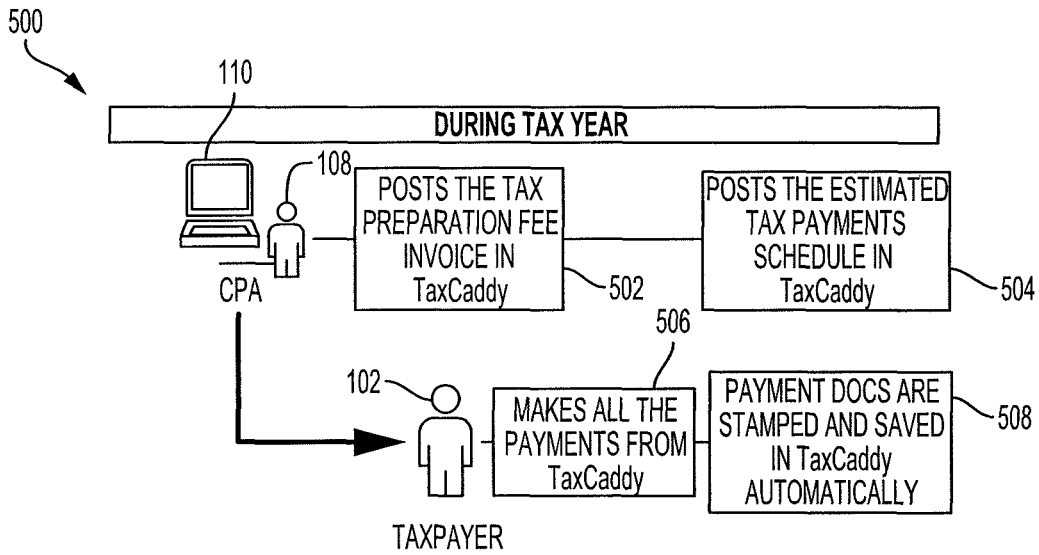 500
110
DURING TAX YEAR
108
POSTS THE TAX
PREPARATION FEE
INVOICE IN
TaxCaddy
502
POSTS THE ESTIMATED
TAX PAYMENTS
SCHEDULE IN
TaxCaddy
504
CPA
506
102
MAKES ALL THE
PAYMENTS FROM
TaxCaddy
PAYMENT DOCS ARE
STAMPED AND SAVED
IN TaxCaddy
AUTOMATICALLY
508
TAXPAYER